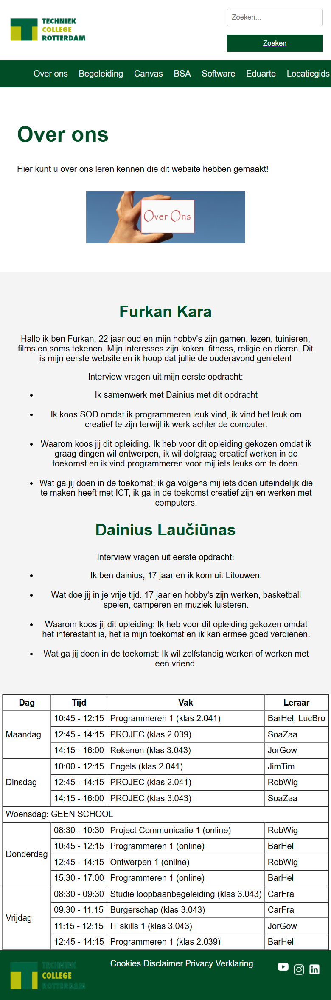 TECHNIEK
COLLEGE
ROTTERDAM
Zoeken...
Zoeken
Over ons Begeleiding Canvas BSA Software Eduarte Locatiegids
Over ons
Hier kunt u over ons leren kennen die dit website hebben gemaakt!
Over Ons
Furkan Kara
Hallo ik ben Furkan, 22 jaar oud en mijn hobby's zijn gamen, lezen, tuinieren,
films en soms tekenen. Mijn interesses zijn koken, fitness, religie en dieren. Dit
is mijn eerste website en ik hoop dat jullie de ouderavond genieten!
Interview vragen uit mijn eerste opdracht:
• Ik samenwerk met Dainius met dit opdracht
• Ik koos SOD omdat ik programmeren leuk vind, ik vind het leuk om
creatief te zijn terwijl ik werk achter de computer.
• Waarom koos jij dit opleiding: Ik heb voor dit opleiding gekozen omdat ik
graag dingen wil ontwerpen, ik wil dolgraag creatief werken in de
toekomst en ik vind programmeren voor mij iets leuks om te doen.
• Wat ga jij doen in de toekomst: ik ga volgens mij iets doen uiteindelijk die
te maken heeft met ICT, ik ga in de toekomst creatief zijn en werken met
computers.
Dainius Laučiūnas
Interview vragen uit eerste opdracht:
• Ik ben dainius, 17 jaar en ik kom uit Litouwen.
• Wat doe jij in je vrije tijd: 17 jaar en hobby's zijn werken, basketball
spelen, camperen en muziek luisteren.
• Waarom koos jij dit opleiding: Ik heb voor dit opleiding gekozen omdat
het interestant is, het is mijn toekomst en ik kan ermee goed verdienen.
• Wat ga jij doen in de toekomst: Ik wil zelfstandig werken of werken met
een vriend.
Dag Tijd Vak Leraar
Maandag 10:45 - 12:15 Programmeren 1 (klas 2.041) BarHel, LucBro
12:45 - 14:15 PROJEC (klas 2.039) SoaZaa
14:15 - 16:00 Rekenen (klas 3.043) JorGow
Dinsdag 10:00 - 12:15 Engels (klas 2.041) JimTim
12:45 - 14:15 PROJEC (klas 2.041) RobWig
14:15 - 16:00 PROJEC (klas 3.043) SoaZaa
Woensdag: GEEN SCHOOL
Donderdag 08:30 - 10:30 Project Communicatie 1 (online) RobWig
10:45 - 12:15 Programmeren 1 (online) BarHel
12:45 - 14:15 Ontwerpen 1 (online) RobWig
15:30 - 17:00 Programmeren 1 (online) BarHel
Vrijdag 08:30 - 09:30 Studie loopbaanbegeleiding (klas 3.043) CarFra
09:30 - 11:15 Burgerschap (klas 3.043) CarFra
11:15 - 12:15 IT skills 1 (klas 3.043) JorGow
12:45 - 14:15 Programmeren 1 (klas 2.039) BarHel
TECHNIEK
COLLEGE
ROTTERDAM
Cookies Disclaimer Privacy Verklaring